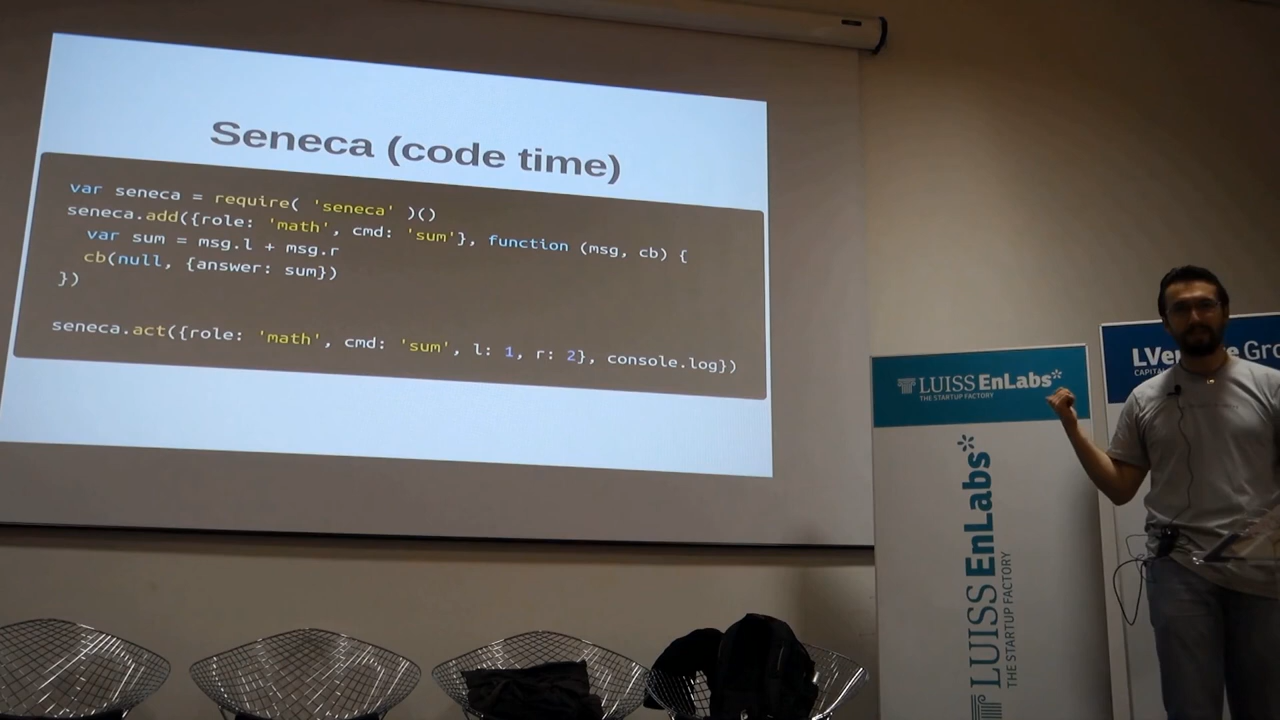 Seneca (code time)
var seneca = require( 'seneca' )()
seneca.add({role: 'math', cmd: 'sum'}, function (msg, cb) {
  var sum = msg.l + msg.r
  cb(null, {answer: sum})
})
seneca.act({role: 'math', cmd: 'sum', l: 1, r: 2}, console.log})
LUISS EnLabs
THE STARTUP FACTORY
LUISS EnLabs
THE STARTUP FACTORY